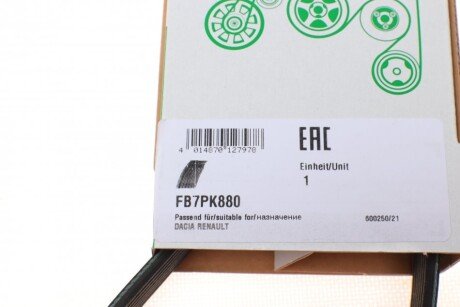 4 014870 127978
EAC
Einheit/Unit
1
FB7PK880
Passend für/suitable for/назначение
DACIA RENAULT
600250/21